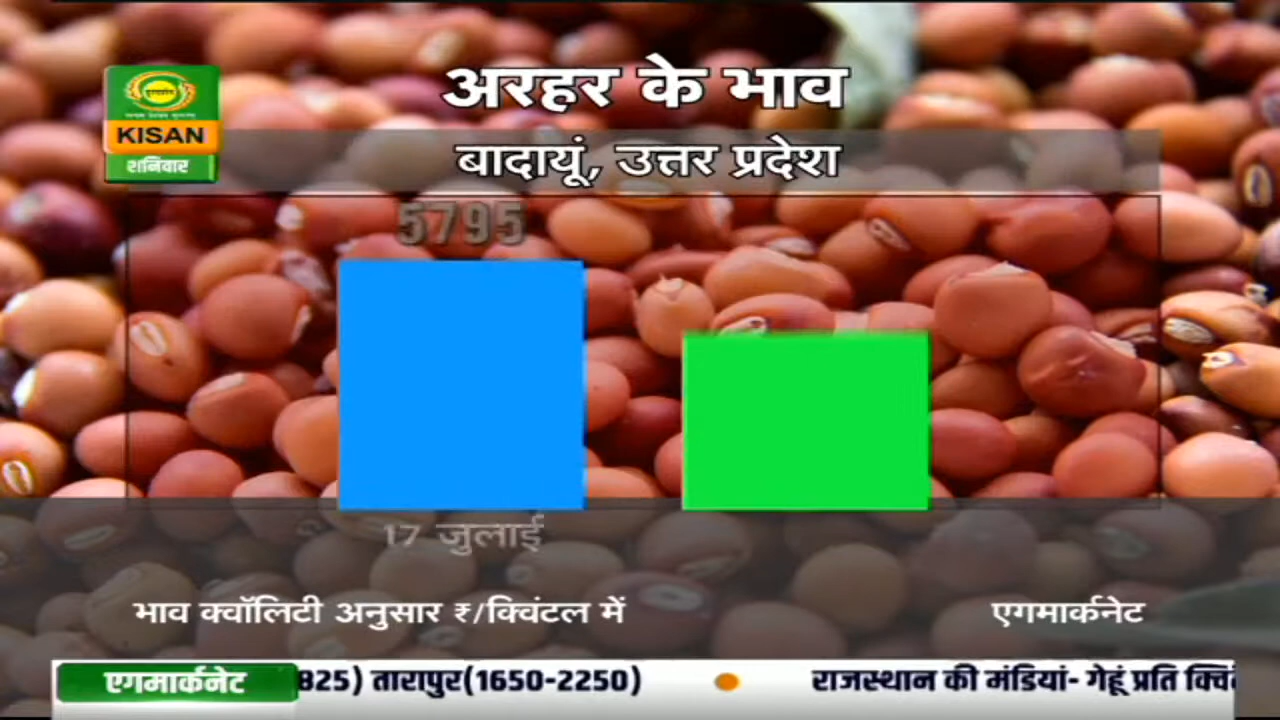 अरहर के भाव
KISAN
शनिवार
बादायूं, उत्तर प्रदेश
5795
17 जुलाई
भाव क्वॉलिटी अनुसार ₹/क्विंटल में
एगमार्कनेट
एगमार्कनेट 825) तारापुर(1650-2250) राजस्थान की मंडियां- गेहूं प्रति